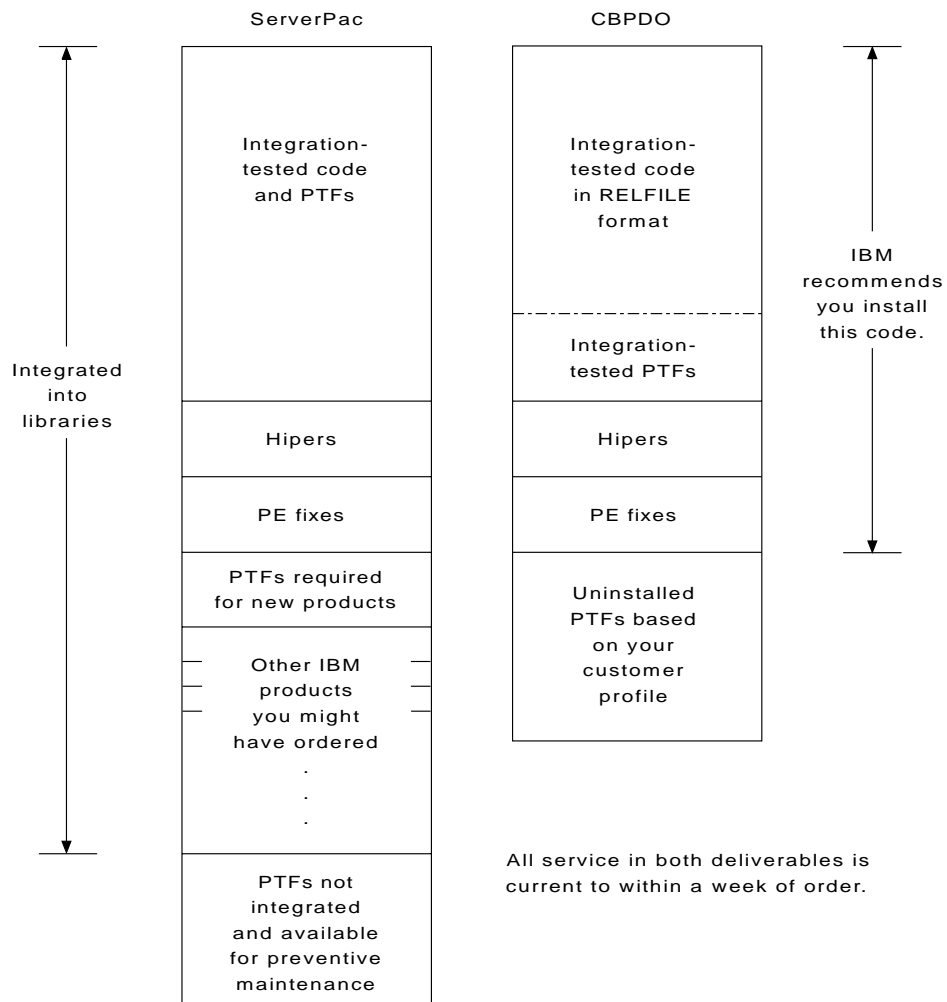 ServerPac
CBPDO
Integrated
into
libraries
Integration-
tested code
and PTFs
Hipers
PE fixes
PTFs required
for new products
Other IBM
products
you might
have ordered
.
.
.
PTFs not
integrated
and available
for preventive
maintenance
Integration-
tested code
in RELFILE
format
Integration-
tested PTFs
Hipers
PE fixes
Uninstalled
PTFs based
on your
customer
profile
IBM
recommends
you install
this code.
All service in both deliverables is
current to within a week of order.